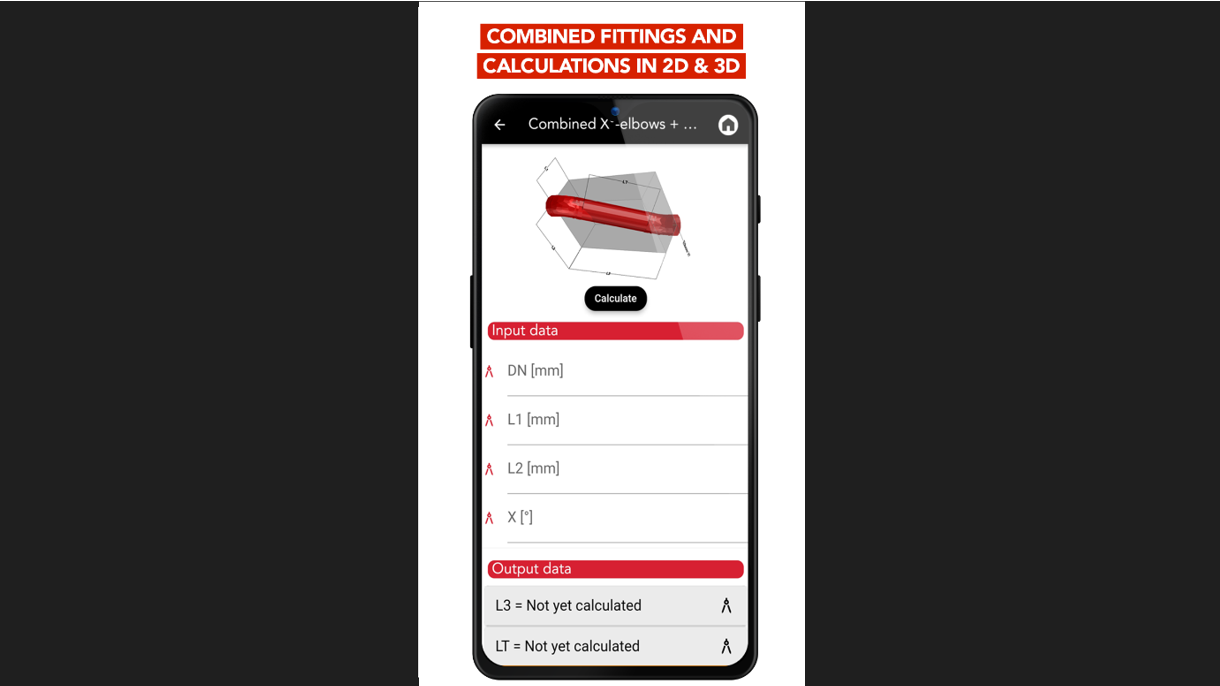 COMBINED FITTINGS AND
CALCULATIONS IN 2D & 3D
Combined X°-elbows + ...
Calculate
Input data
DN [mm]
L1 [mm]
L2 [mm]
X [°]
Output data
L3 = Not yet calculated
LT = Not yet calculated